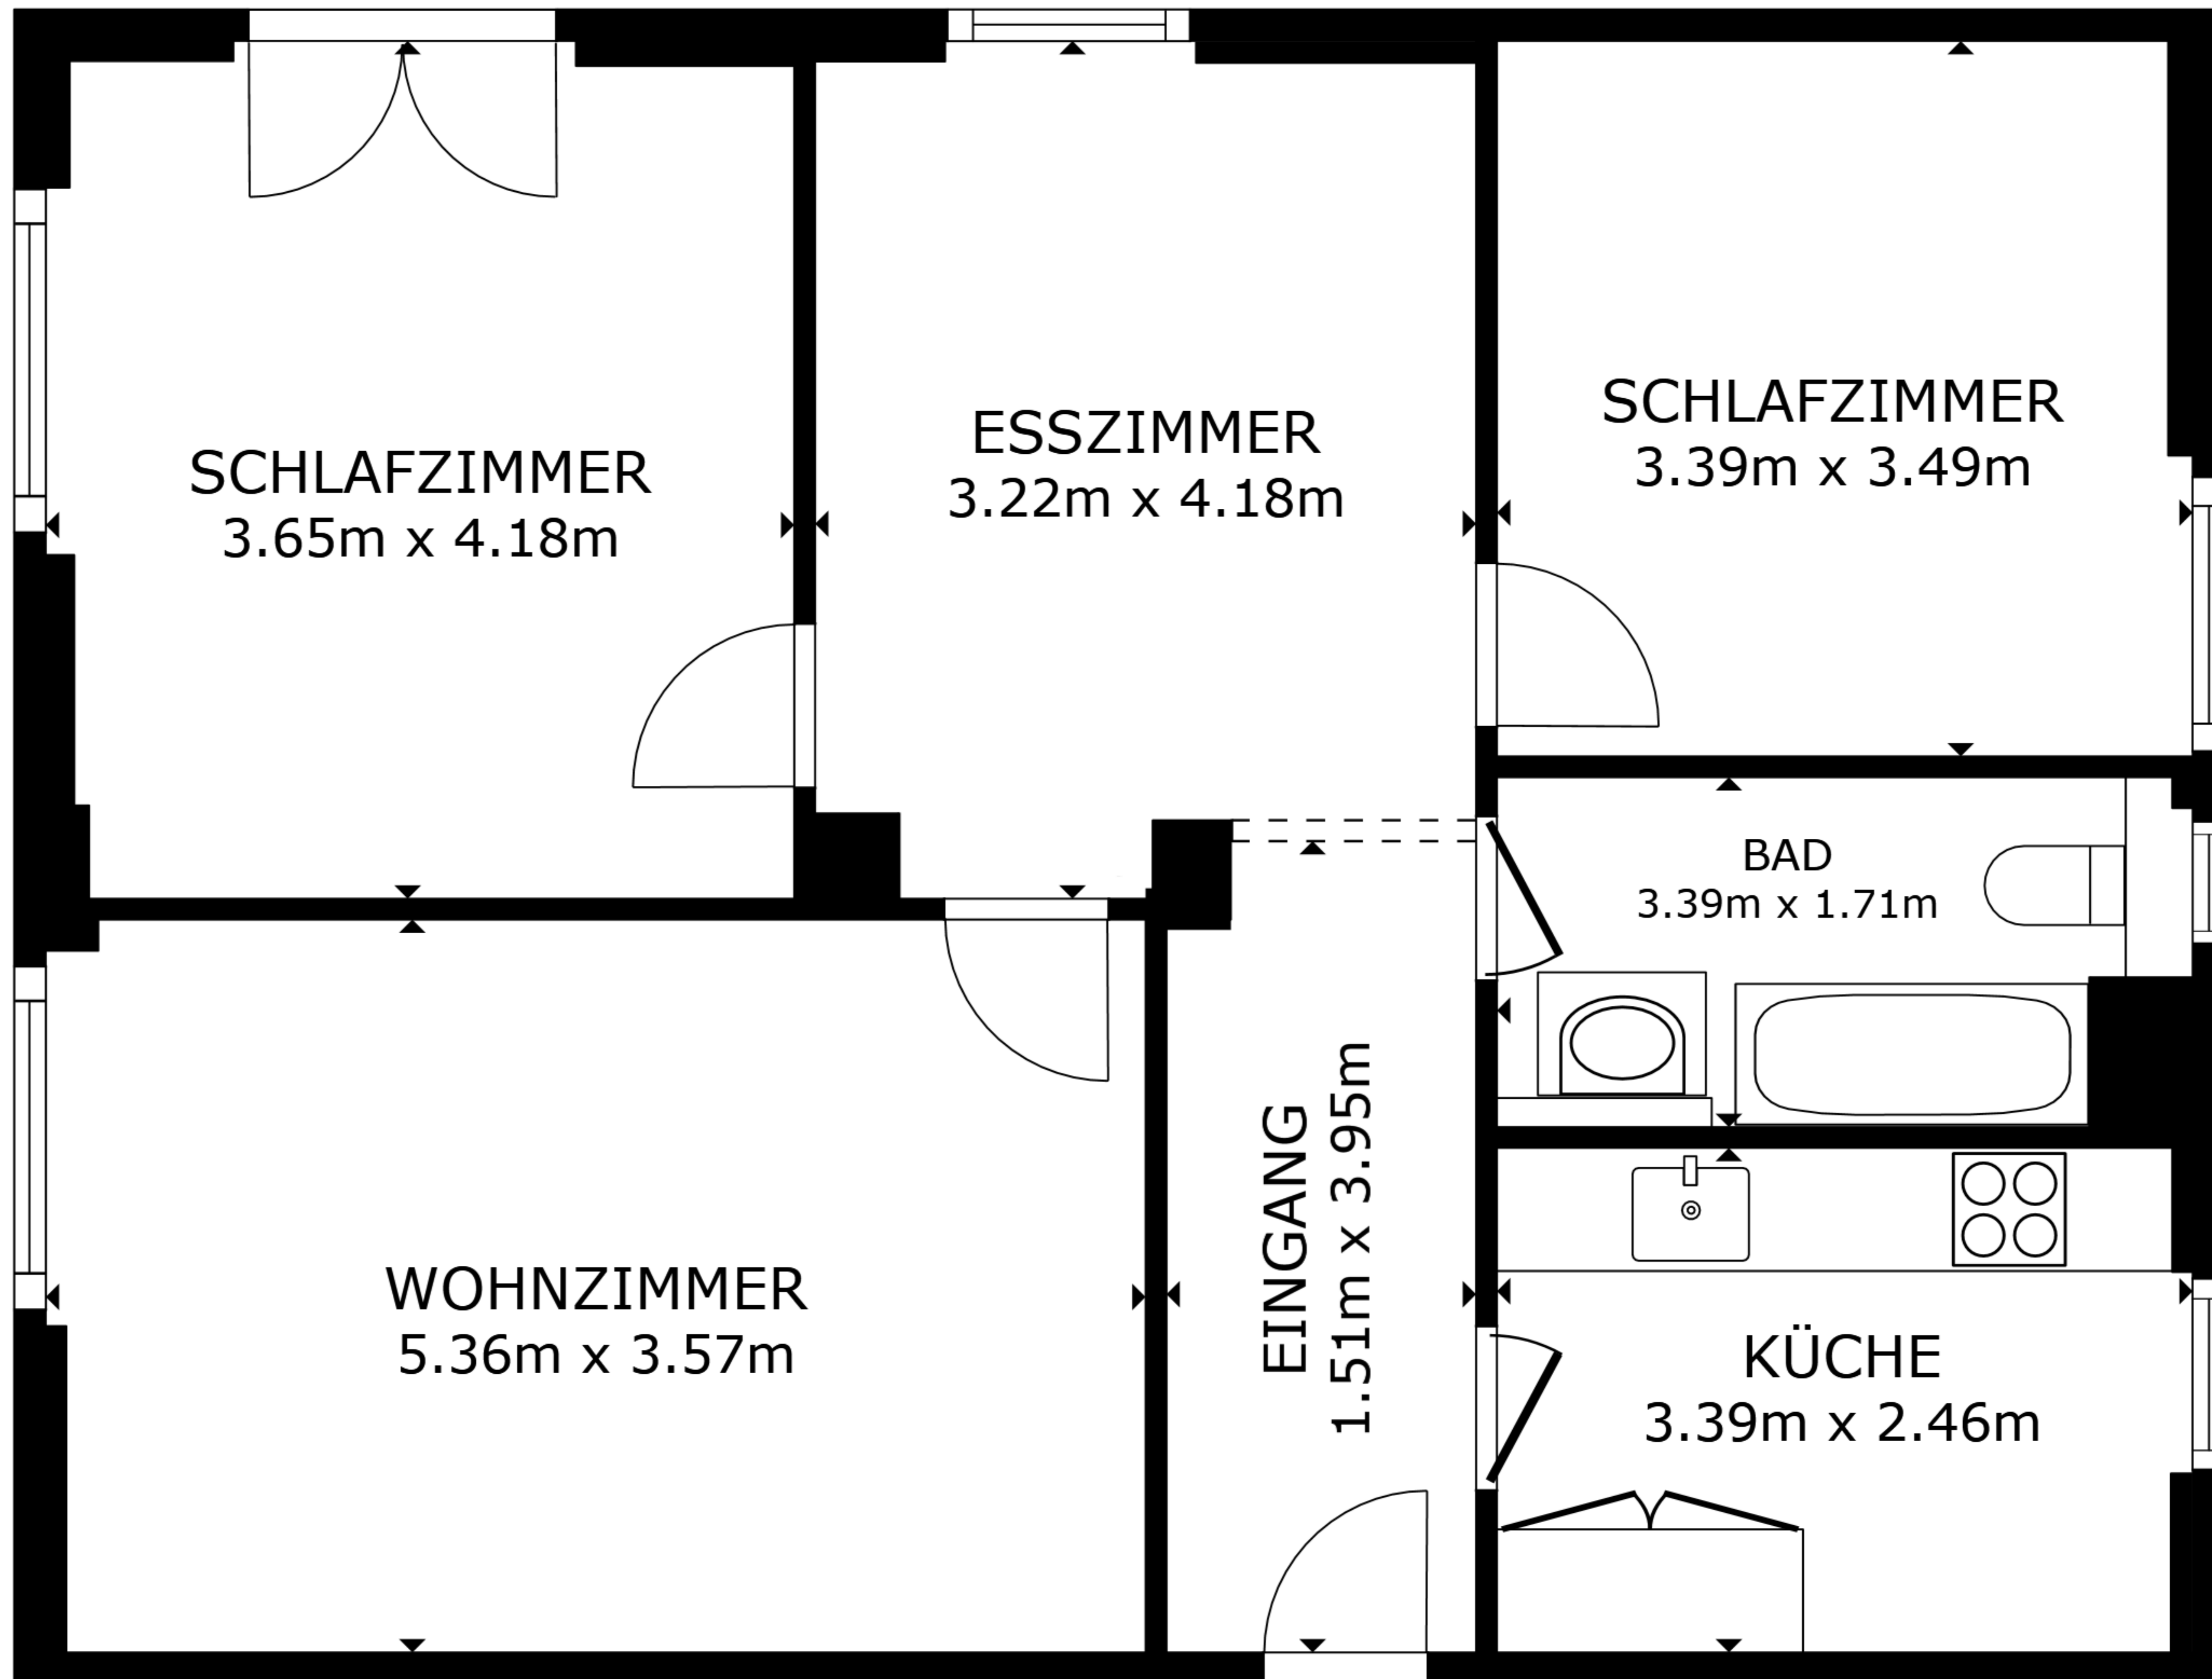 SCHLAFZIMMER
3.65m x 4.18m
ESSZIMMER
3.22m x 4.18m
SCHLAFZIMMER
3.39m x 3.49m
BAD
3.39m x 1.71m
WOHNZIMMER
5.36m x 3.57m
EINGANG
1.51m x 3.95m
KÜCHE
3.39m x 2.46m